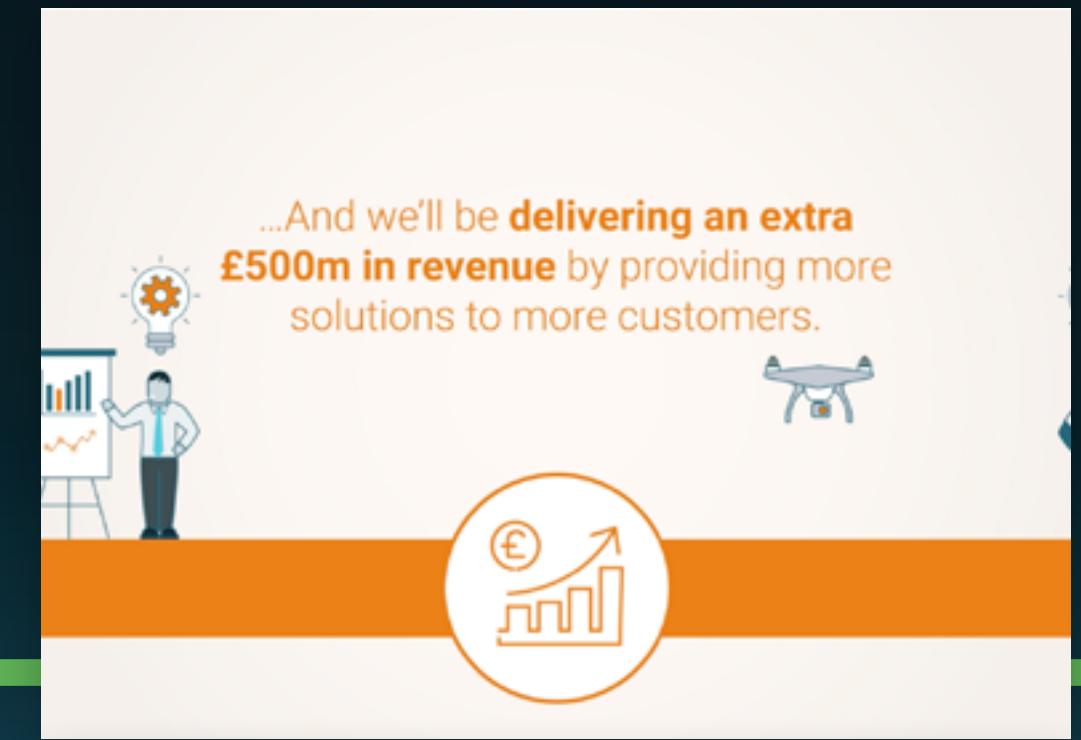 ...And we'll be delivering an extra
£500m in revenue by providing more
solutions to more customers.
£